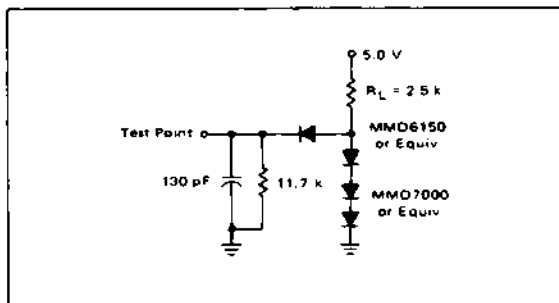 5.0 V
R_L = 2.5 k
Test Point
MMD6150
or Equiv
130 pF
11.7 k
MMD7000
or Equiv